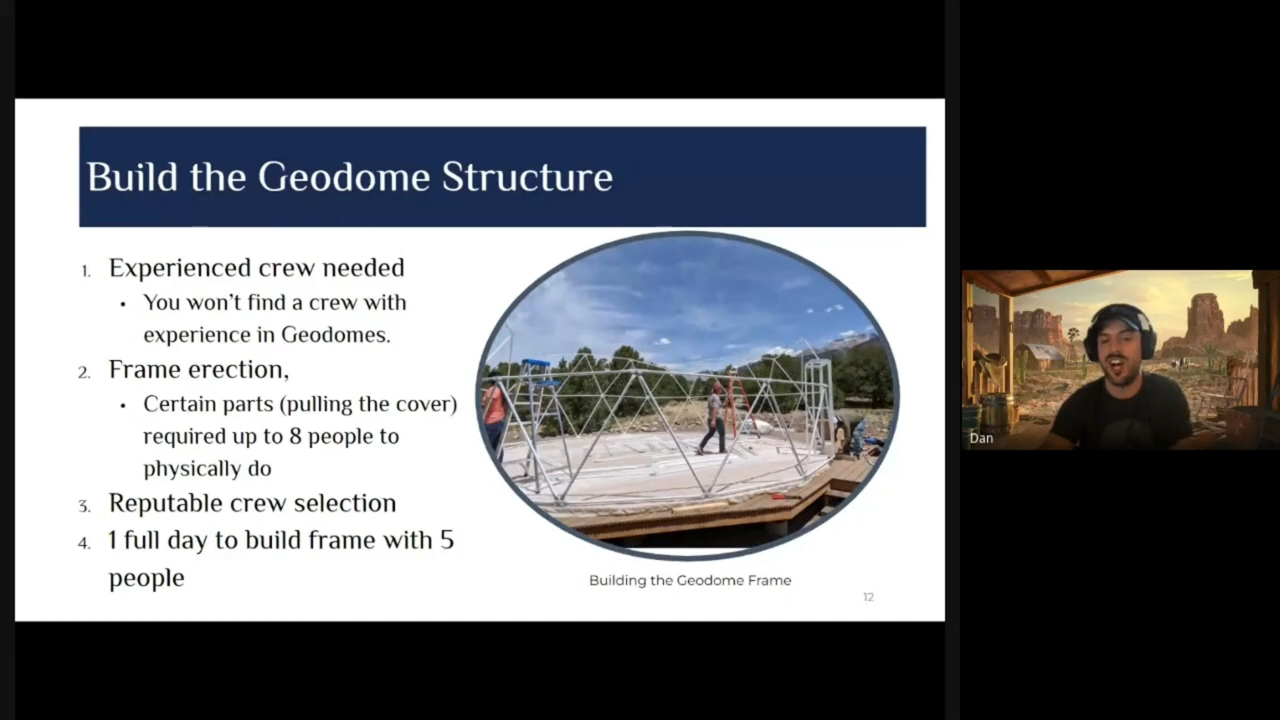 Build the Geodome Structure
1. Experienced crew needed
• You won't find a crew with
experience in Geodomes.
2. Frame erection,
• Certain parts (pulling the cover)
required up to 8 people to
physically do
3. Reputable crew selection
4. 1 full day to build frame with 5
people
Building the Geodome Frame
12
Dan